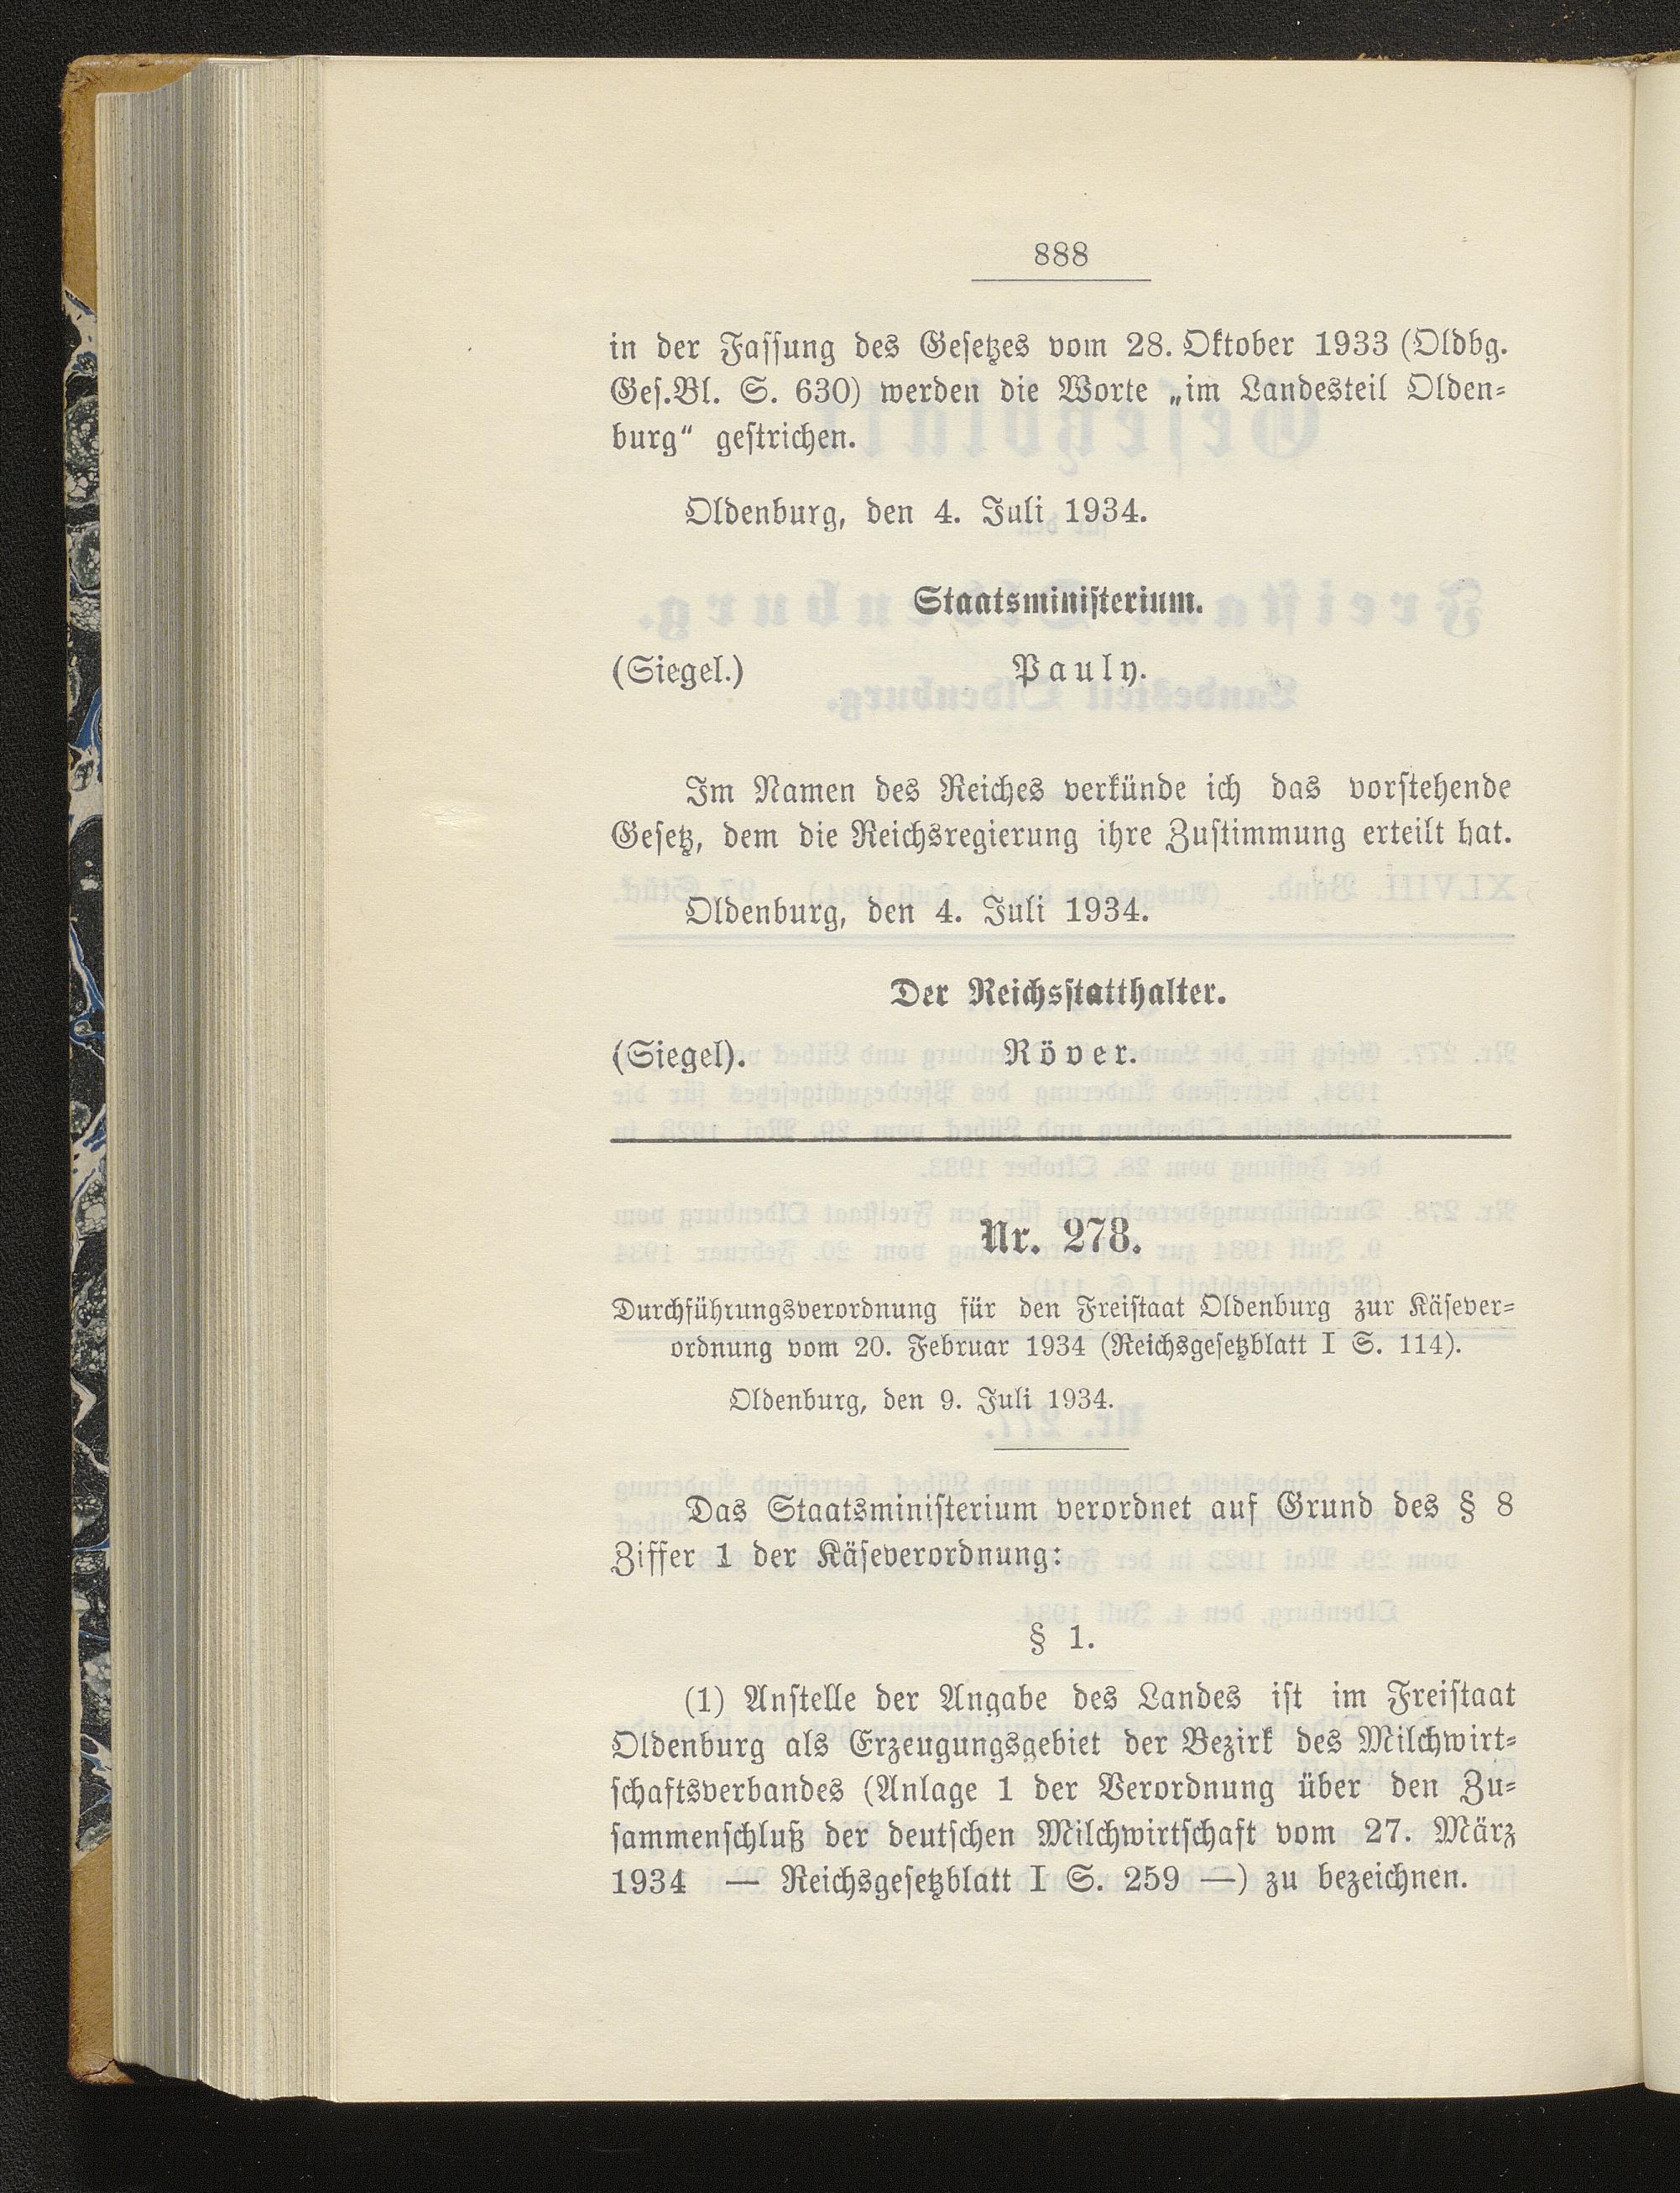 888
in der Fassung des Gesetzes vom 28. Oktober 1933 (Oldbg.
Ges.Bl. S. 630) werden die Worte „im Landesteil Olden-
burg“ gestrichen.
Oldenburg, den 4. Juli 1934.
Staatsministerium.
(Siegel.) Pauly.
Im Namen des Reiches verkünde ich das vorstehende
Gesetz, dem die Reichsregierung ihre Zustimmung erteilt hat.
Oldenburg, den 4. Juli 1934.
Der Reichsstatthalter.
(Siegel). Röver.
Nr. 278.
Durchführungsverordnung für den Freistaat Oldenburg zur Käsever-
ordnung vom 20. Februar 1934 (Reichsgesetzblatt I S. 114).
Oldenburg, den 9. Juli 1934.
Das Staatsministerium verordnet auf Grund des § 8
Ziffer 1 der Käseverordnung:
§ 1.
(1) Anstelle der Angabe des Landes ist im Freistaat
Oldenburg als Erzeugungsgebiet der Bezirk des Milchwirt-
schaftsverbandes (Anlage 1 der Verordnung über den Zu-
sammenschluß der deutschen Milchwirtschaft vom 27. März
1934 — Reichsgesetzblatt I S. 259 —) zu bezeichnen.